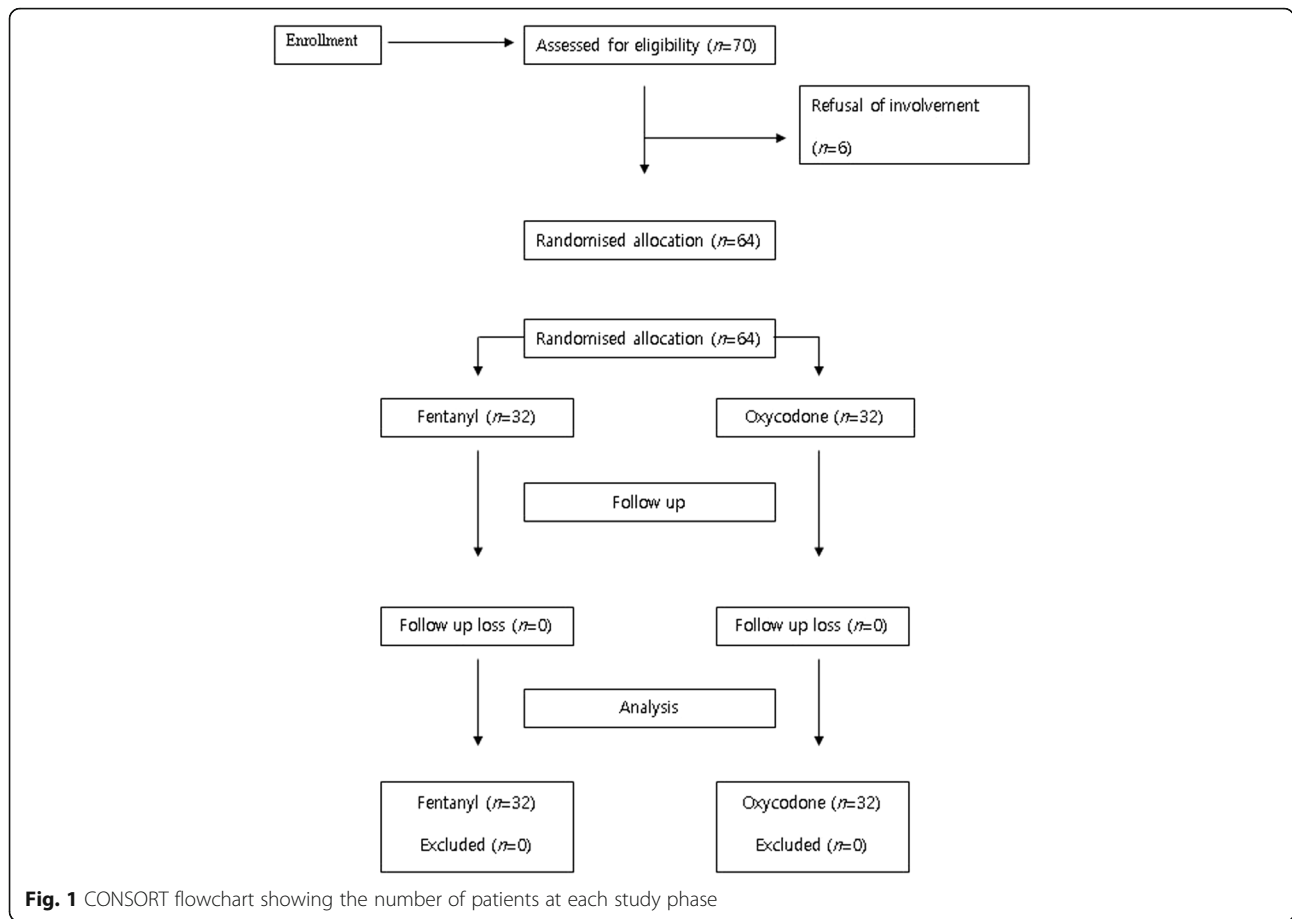 Enrollment
Assessed for eligibility (n=70)
Refusal of involvement
(n=6)
Randomised allocation (n=64)
Randomised allocation (n=64)
Fentanyl (n=32)
Oxycodone (n=32)
Follow up
Follow up loss (n=0)
Follow up loss (n=0)
Analysis
Fentanyl (n=32)
Excluded (n=0)
Oxycodone (n=32)
Excluded (n=0)
Fig. 1 CONSORT flowchart showing the number of patients at each study phase